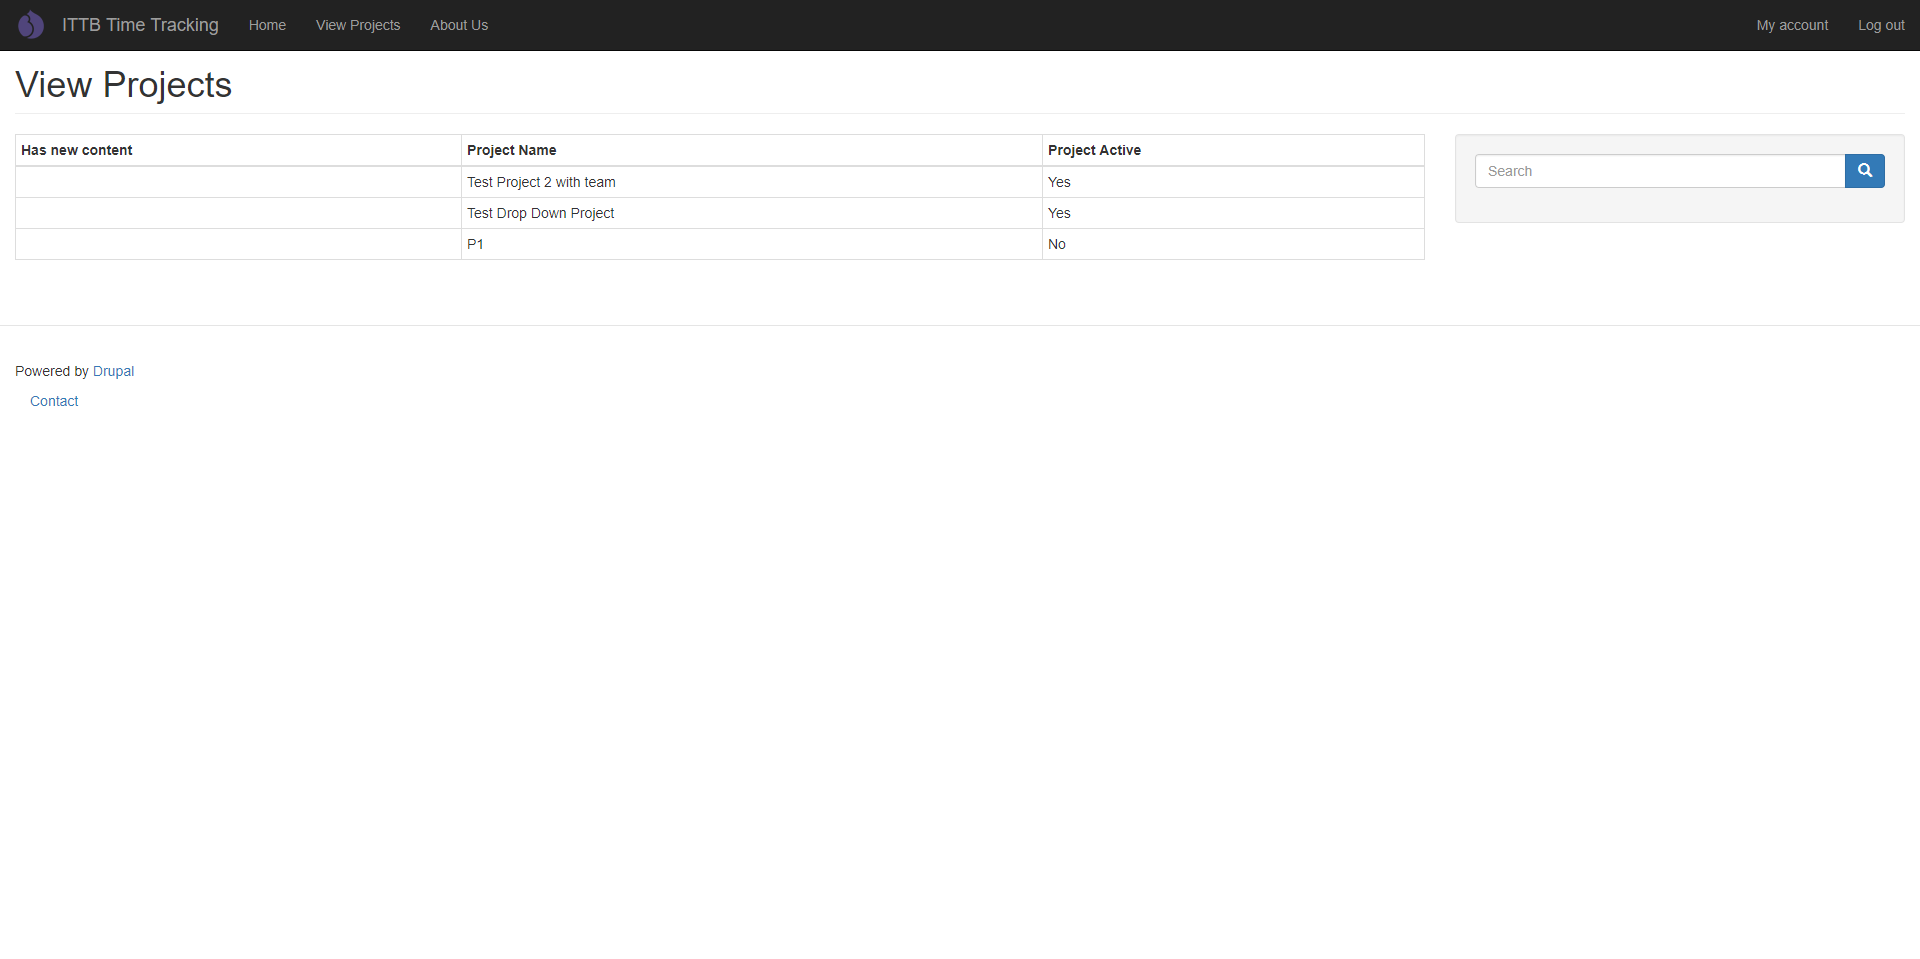 ITTB Time Tracking Home View Projects About Us My account Log out
View Projects
Has new content Project Name Project Active
Test Project 2 with team Yes
Test Drop Down Project Yes
P1 No
Search
Powered by Drupal
Contact